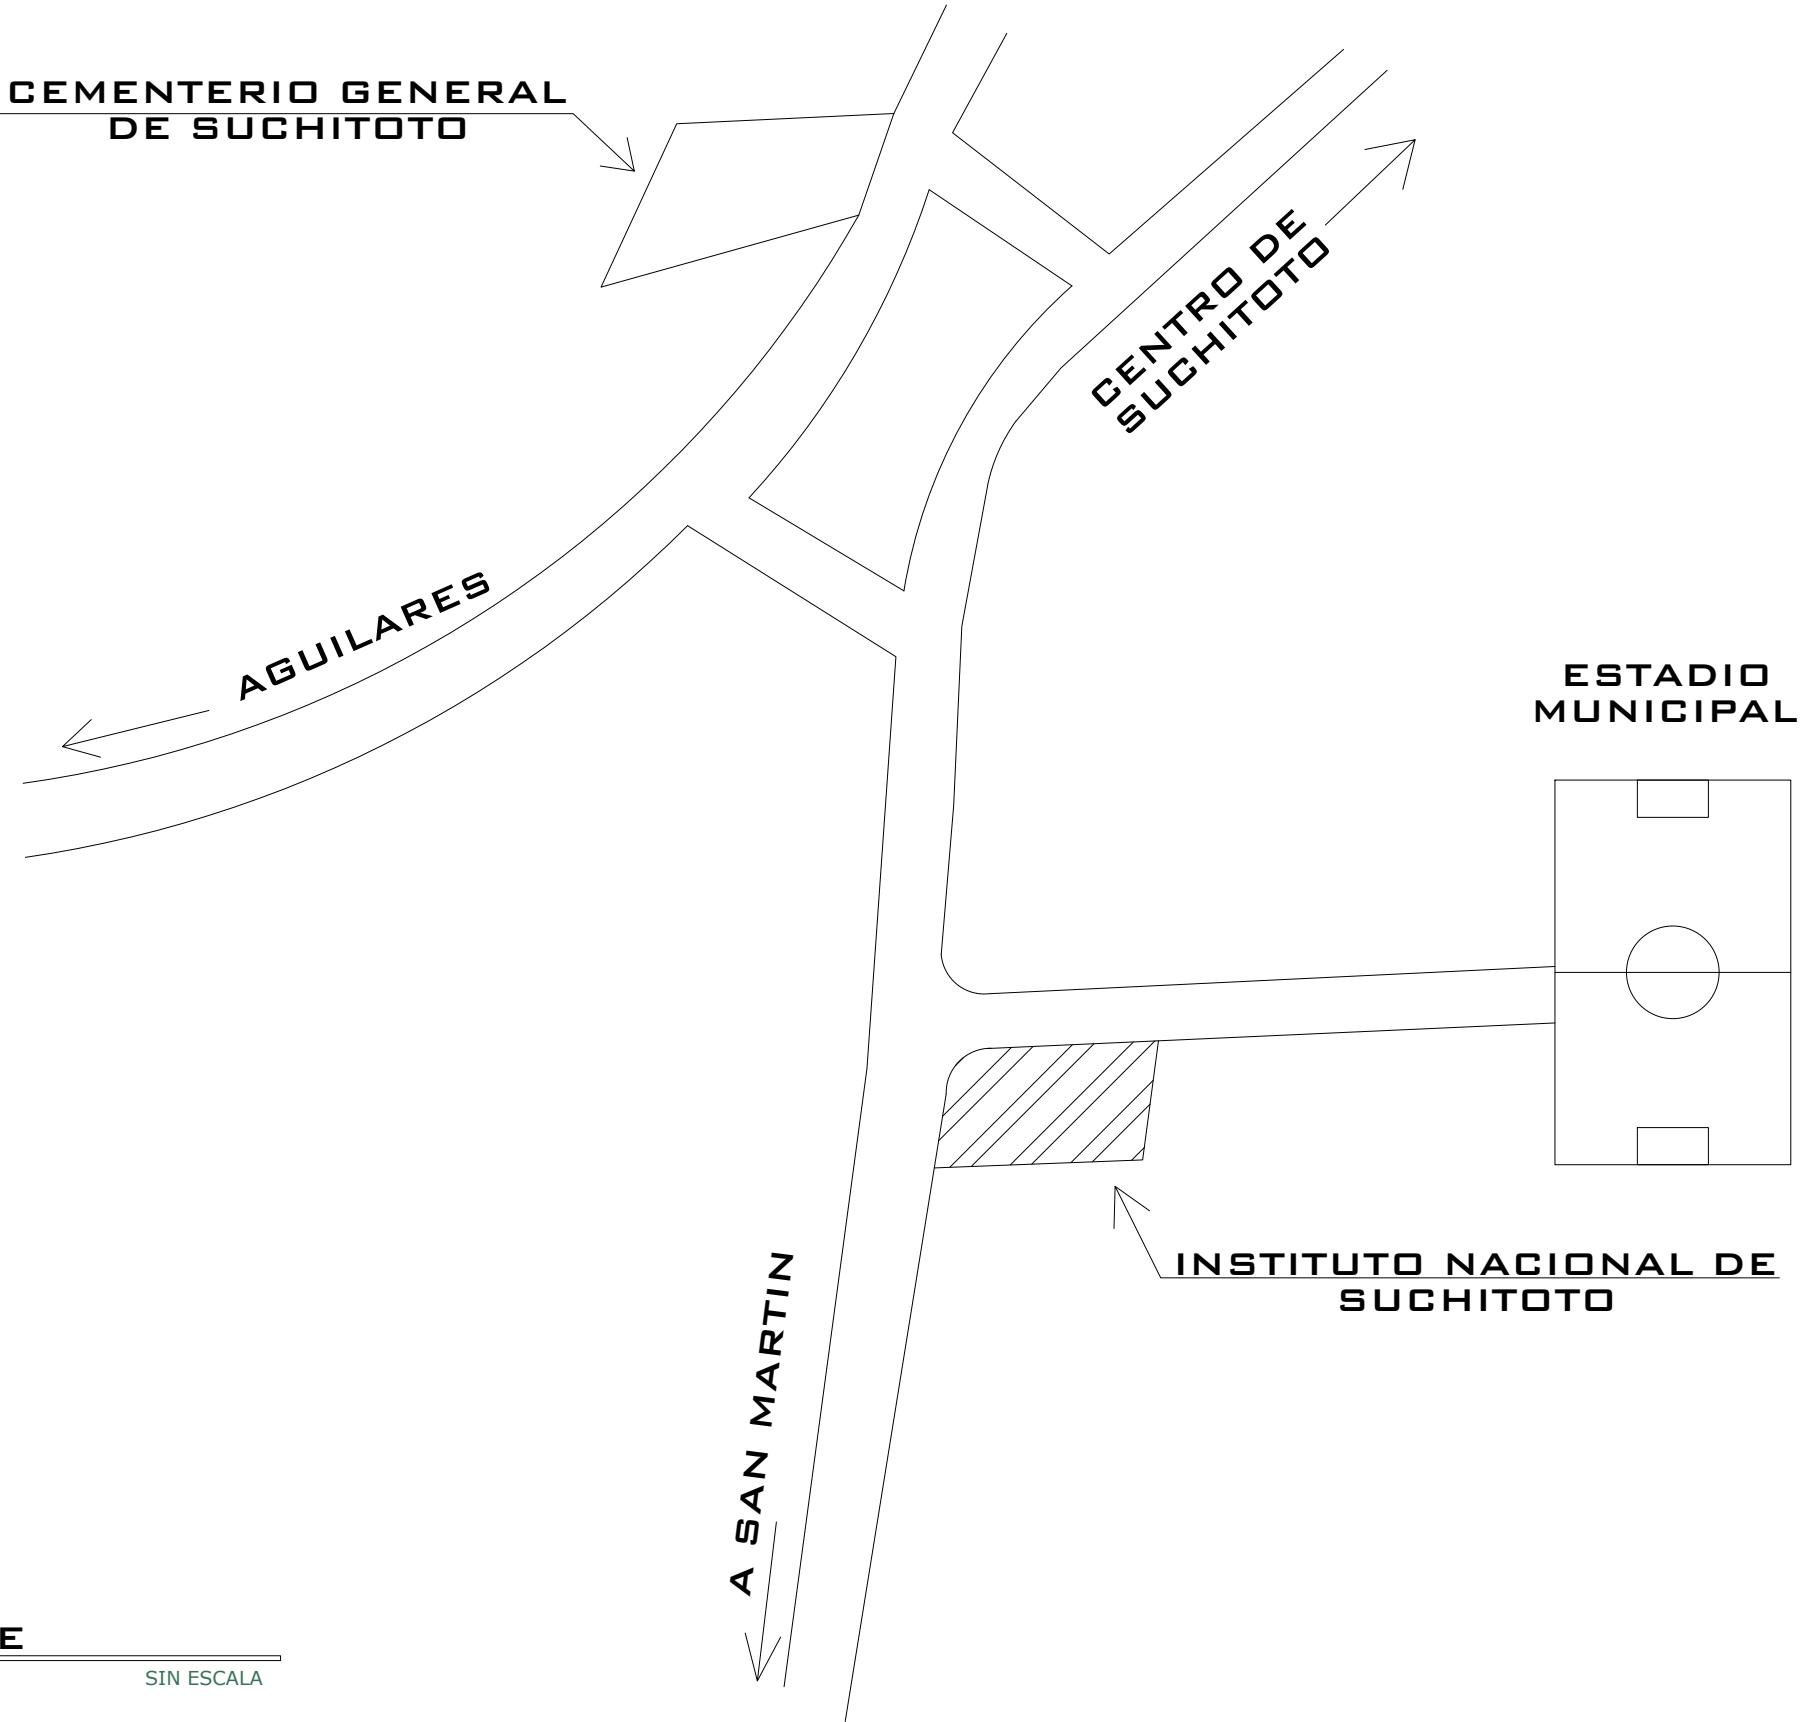 CEMENTERIO GENERAL
DE SUCHITOTO
CENTRO DE
SUCHITOTO
AGUILARES
ESTADIO
MUNICIPAL
INSTITUTO NACIONAL DE
SUCHITOTO
A SAN MARTIN
E
SIN ESCALA